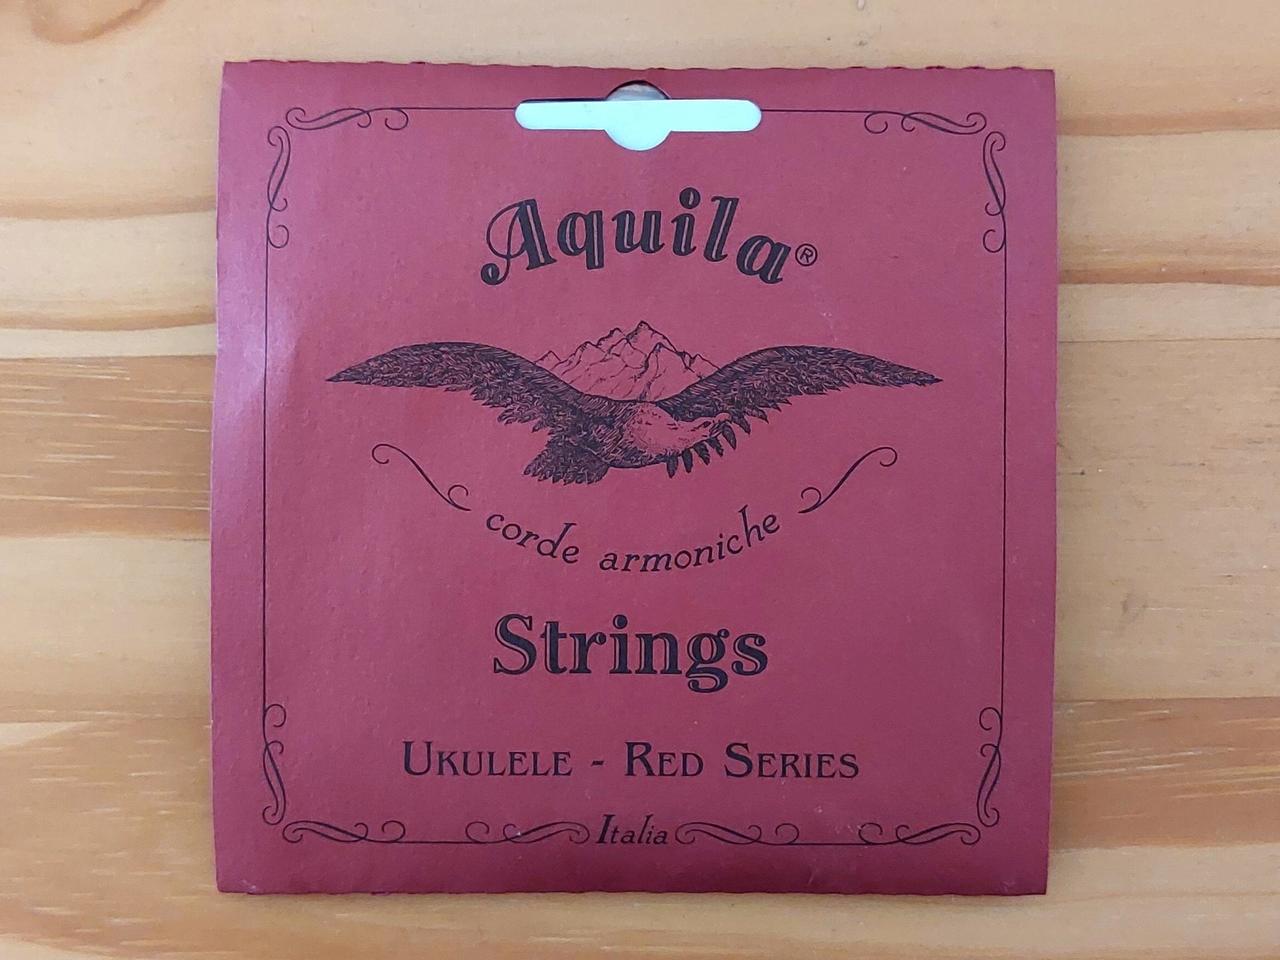 Aquila®
corde armoniche
Strings
Ukulele - Red Series
Italia